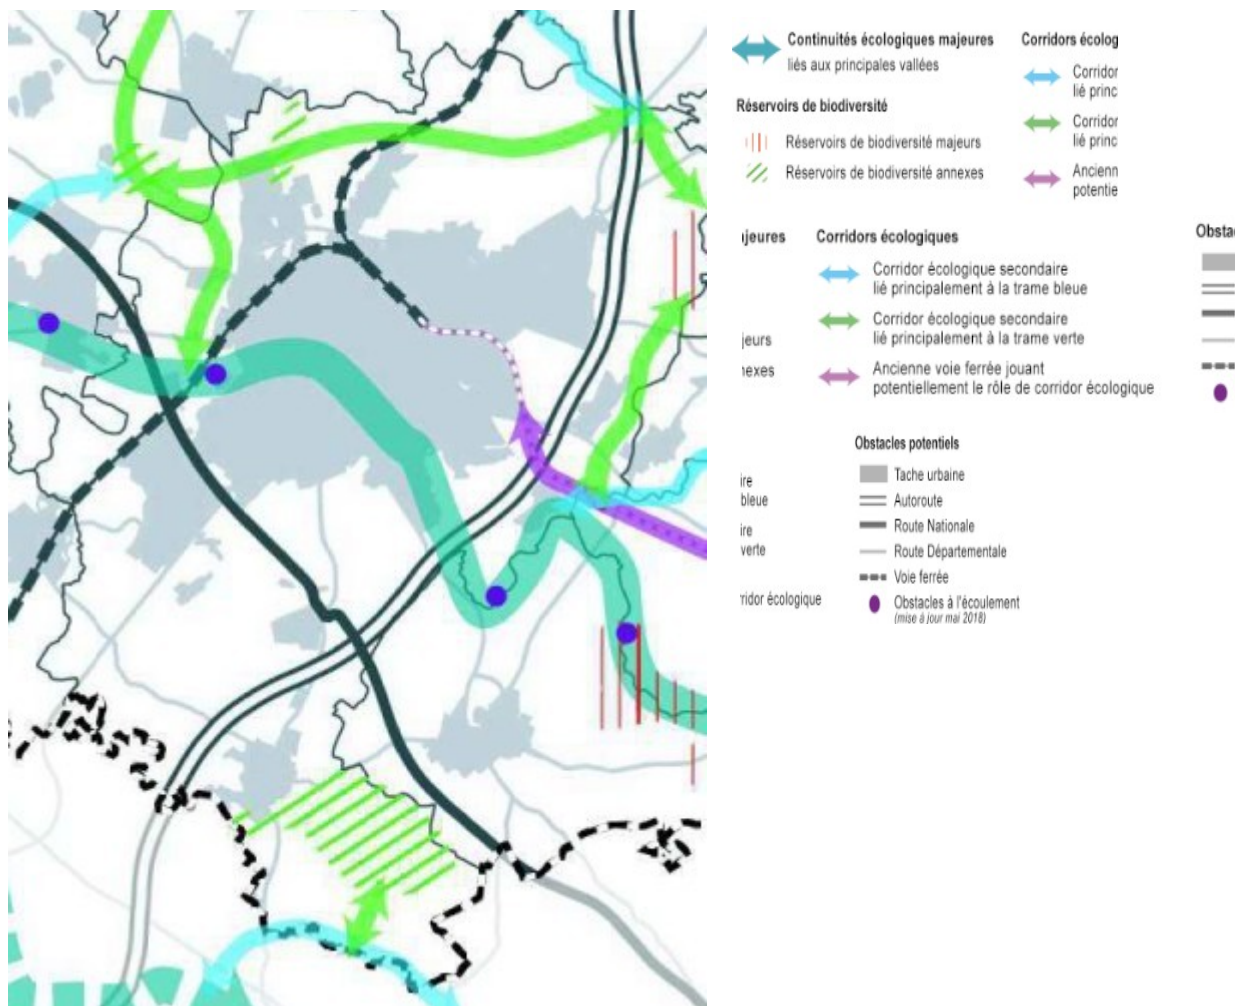 Continuités écologiques majeures
liés aux principales vallées
Réservoirs de biodiversité
Réservoirs de biodiversité majeurs
Réservoirs de biodiversité annexes
Corridors écolog
Corridor
lié princ
Corridor
lié princ
Ancienn
potentie
ajeures
jeurs
nexes
Corridors écologiques
Corridor écologique secondaire
lié principalement à la trame bleue
Corridor écologique secondaire
lié principalement à la trame verte
Ancienne voie ferrée jouant
potentiellement le rôle de corridor écologique
Obstac
ire
bleue
ire
verte
rridor écologique
Obstacles potentiels
Tache urbaine
Autoroute
Route Nationale
Route Départementale
Voie ferrée
Obstacles à l'écoulement
(mise à jour mai 2018)